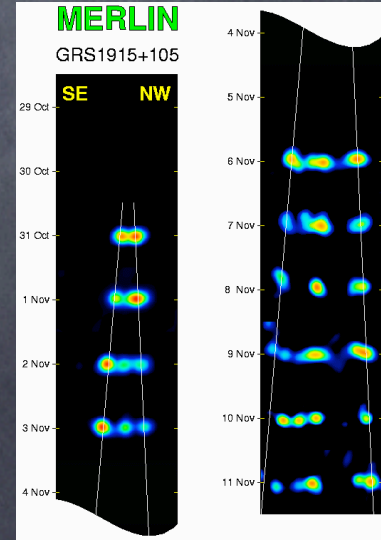 MERLIN
GRS1915+105
SE NW
29 Oct
30 Oct
31 Oct
1 Nov
2 Nov
3 Nov
4 Nov
4 Nov
5 Nov
6 Nov
7 Nov
8 Nov
9 Nov
10 Nov
11 Nov